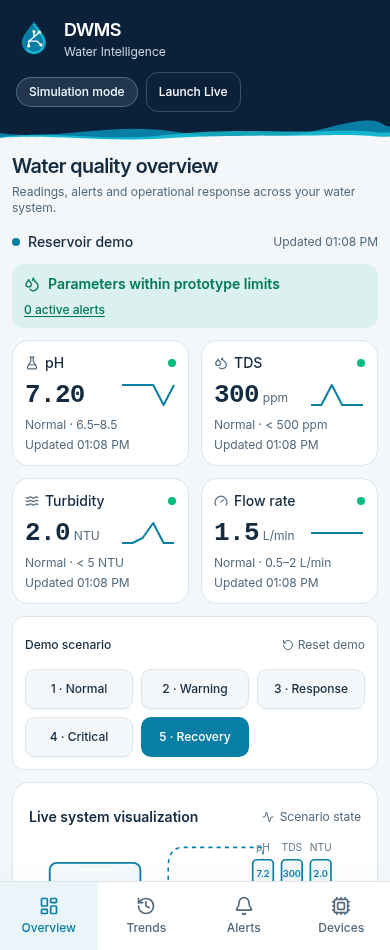 DWMS
Water Intelligence
Simulation mode
Launch Live
Water quality overview
Readings, alerts and operational response across your water
system.
Reservoir demo
Updated 01:08 PM
Parameters within prototype limits
0 active alerts
pH
7.20
Normal · 6.5–8.5
Updated 01:08 PM
TDS
300 ppm
Normal · < 500 ppm
Updated 01:08 PM
Turbidity
2.0 NTU
Normal · < 5 NTU
Updated 01:08 PM
Flow rate
1.5 L/min
Normal · 0.5–2 L/min
Updated 01:08 PM
Demo scenario
Reset demo
1 · Normal
2 · Warning
3 · Response
4 · Critical
5 · Recovery
Live system visualization
Scenario state
pH TDS NTU
7.2 300 2.0
Overview
Trends
Alerts
Devices